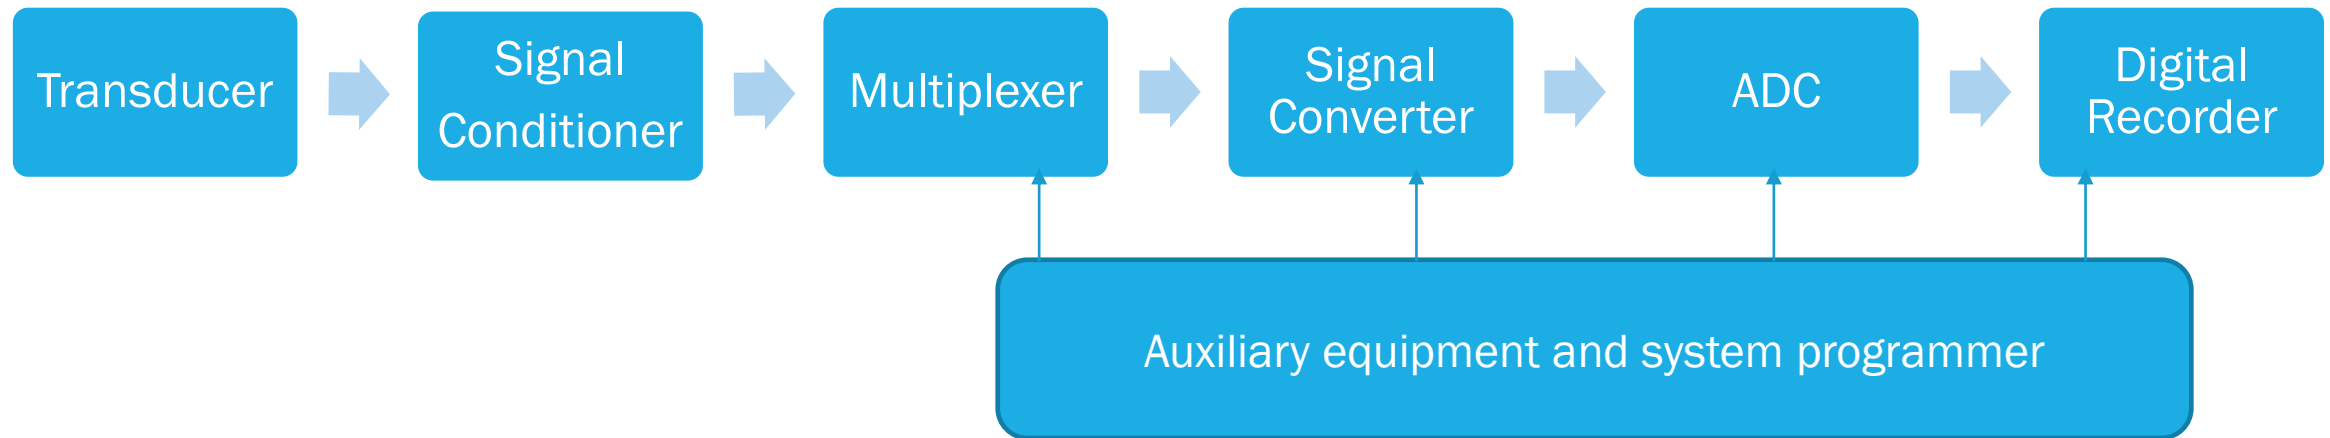 Transducer
Signal
Conditioner
Multiplexer
Signal
Converter
ADC
Digital
Recorder
Auxiliary equipment and system programmer